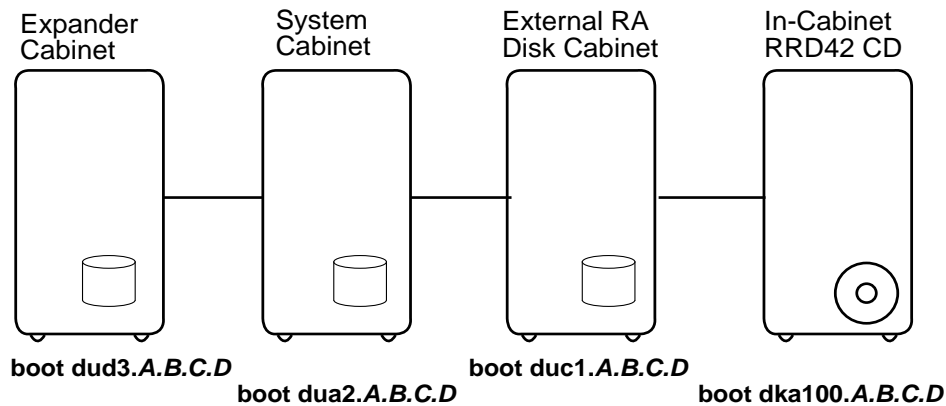 Expander
Cabinet
System
Cabinet
External RA
Disk Cabinet
In-Cabinet
RRD42 CD
boot dud3.A.B.C.D
boot dua2.A.B.C.D
boot duc1.A.B.C.D
boot dka100.A.B.C.D